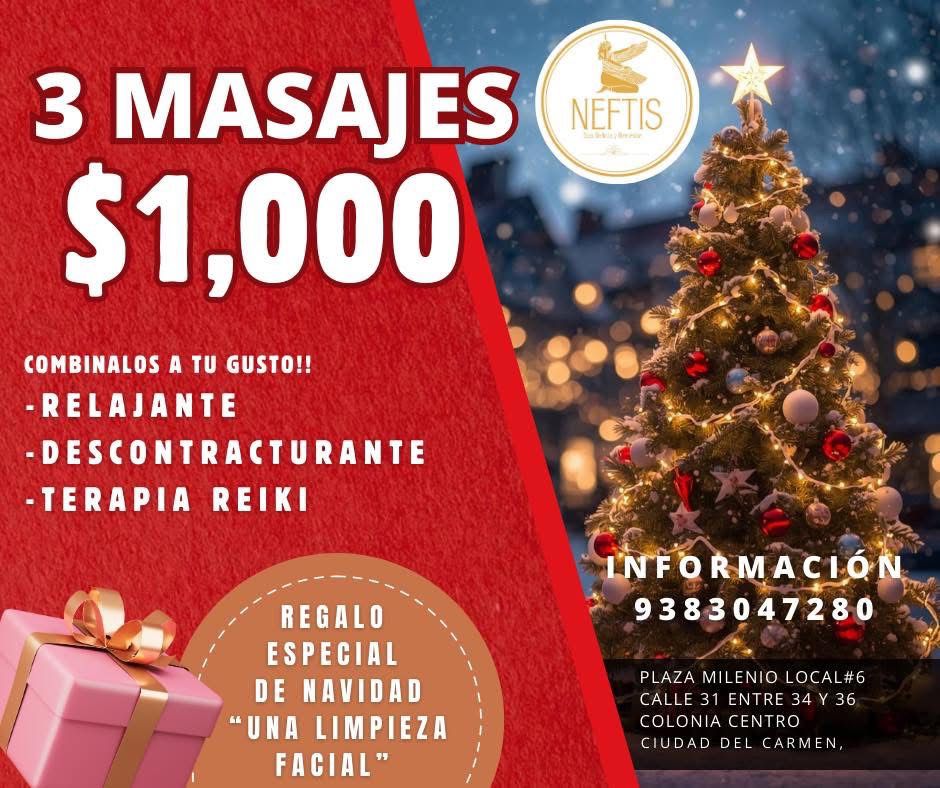 3 MASAJES
$1,000
NEFTIS
COMBINALOS A TU GUSTO!!
-RELAJANTE
-DESCONTRACTURANTE
-TERAPIA REIKI
REGALO
ESPECIAL
DE NAVIDAD
“UNA LIMPIEZA
FACIAL”
INFORMACIÓN
9383047280
PLAZA MILENIO LOCAL#6
CALLE 31 ENTRE 34 Y 36
COLONIA CENTRO
CIUDAD DEL CARMEN,